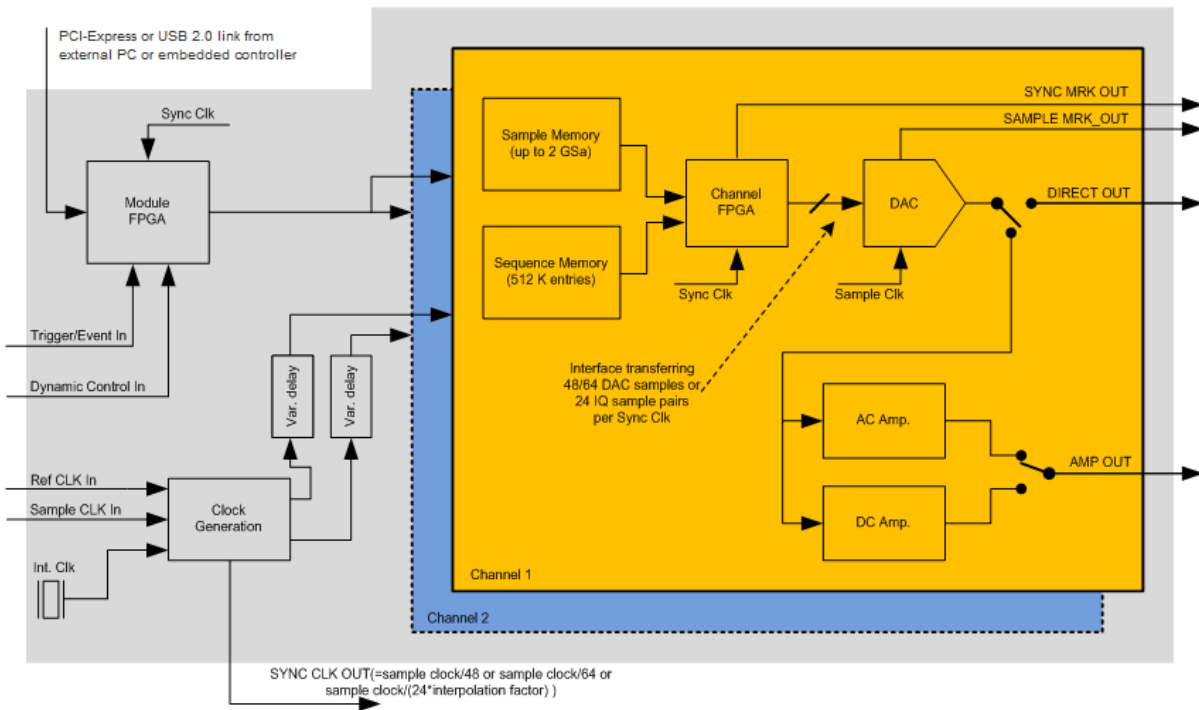 PCI-Express or USB 2.0 link from
external PC or embedded controller
Sync Clk
Module
FPGA
Trigger/Event In
Dynamic Control In
Var. delay
Var. delay
Ref CLK In
Sample CLK In
Clock
Generation
Int. Clk
SYNC CLK OUT(=sample clock/48 or sample clock/64 or
sample clock/(24*interpolation factor) )
Sample Memory
(up to 2 GSa)
Sequence Memory
(512 K entries)
Channel
FPGA
Sync Clk
DAC
Sample Clk
SYNC MRK OUT
SAMPLE MRK_OUT
DIRECT OUT
Interface transferring
48/64 DAC samples or
24 IQ sample pairs
per Sync Clk
AC Amp.
DC Amp.
AMP OUT
Channel 1
Channel 2